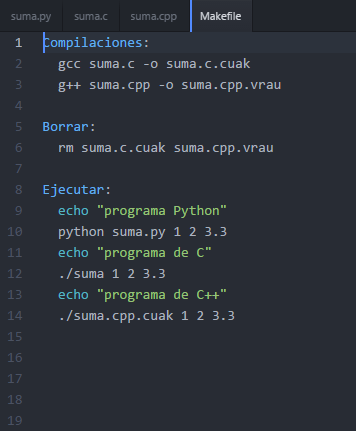 suma.py suma.c suma.cpp Makefile
1 Compilaciones:
2 gcc suma.c -o suma.c.cuak
3 g++ suma.cpp -o suma.cpp.vrau
4
5 Borrar:
6 rm suma.c.cuak suma.cpp.vrau
7
8 Ejecutar:
9 echo "programa Python"
10 python suma.py 1 2 3.3
11 echo "programa de C"
12 ./suma 1 2 3.3
13 echo "programa de C++"
14 ./suma.cpp.cuak 1 2 3.3
15
16
17
18
19